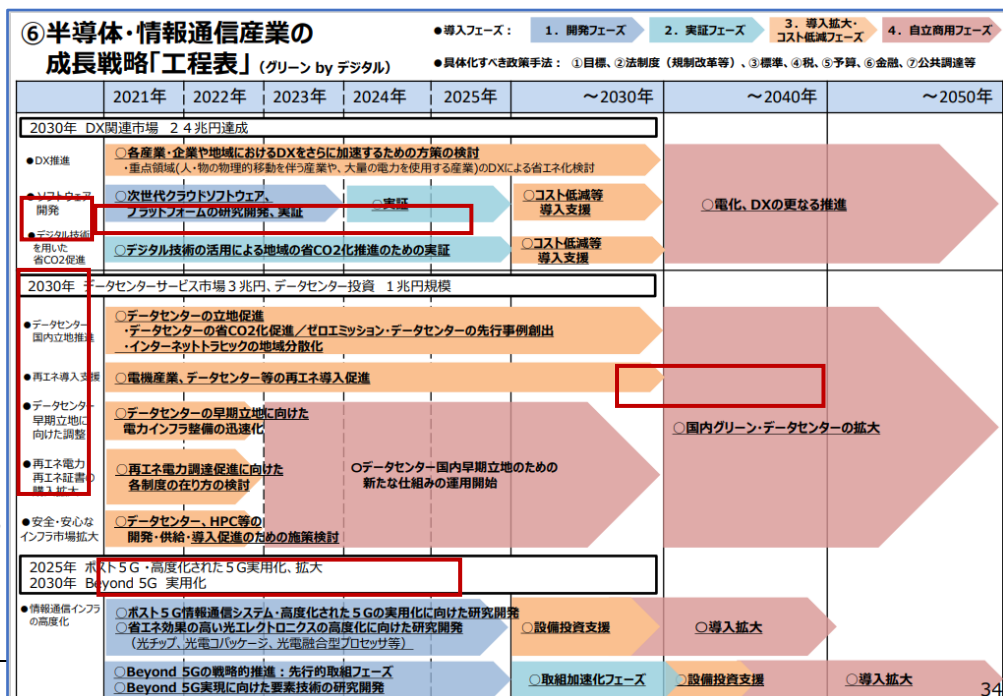 ⑥半導体・情報通信産業の
成長戦略「工程表」(グリーン by デジタル)
●導入フェーズ：
1．開発フェーズ
2．実証フェーズ
3．導入拡大・
コスト低減フェーズ
4．自立商用フェーズ
●具体化すべき政策手法： ①目標、②法制度（規制改革等）、③標準、④税、⑤予算、⑥金融、⑦公共調達等
2021年 2022年 2023年 2024年 2025年 ～2030年 ～2040年 ～2050年
2030年 DX関連市場 24兆円達成
●DX推進
○各産業・企業や地域におけるDXをさらに加速するための方策の検討
・重点領域(人・物の物理的移動を伴う産業や、大量の電力を使用する産業)のDXによる省エネ化検討
●ソフトウェア
開発
○次世代クラウドソフトウェア、
プラットフォームの研究開発、実証
○実証
○コスト低減等
導入支援
○電化、DXの更なる推進
●デジタル技術
を用いた
省CO2促進
○デジタル技術の活用による地域の省CO2化推進のための実証
○コスト低減等
導入支援
2030年 データセンターサービス市場3兆円、データセンター投資 1兆円規模
●データセンター
国内立地推進
○データセンターの立地促進
・データセンターの省CO2化促進／ゼロエミッション・データセンターの先行事例創出
・インターネットトラヒックの地域分散化
●再エネ導入支援
○電機産業、データセンター等の再エネ導入促進
●データセンター
早期立地に
向けた調整
○データセンターの早期立地に向けた
電力インフラ整備の迅速化
○国内グリーン・データセンターの拡大
●再エネ電力
再エネ証書の
購入拡大
○再エネ電力調達促進に向けた
各制度の在り方の検討
○データセンター国内早期立地のための
新たな仕組みの運用開始
●安全・安心な
インフラ市場拡大
○データセンター、HPC等の
開発・供給・導入促進のための施策検討
2025年 ポスト5G・高度化された5G実用化、拡大
2030年 Beyond 5G 実用化
●情報通信インフラ
の高度化
○ポスト5G情報通信システム・高度化された5Gの実用化に向けた研究開発
○省エネ効果の高い光エレクトロニクスの高度化に向けた研究開発
（光チップ、光電コパッケージ、光電融合型プロセッサ等）
○設備投資支援
○導入拡大
○Beyond 5Gの戦略的推進：先行的取組フェーズ
○Beyond 5G実現に向けた要素技術の研究開発
○取組加速化フェーズ
○設備投資支援
○導入拡大
34